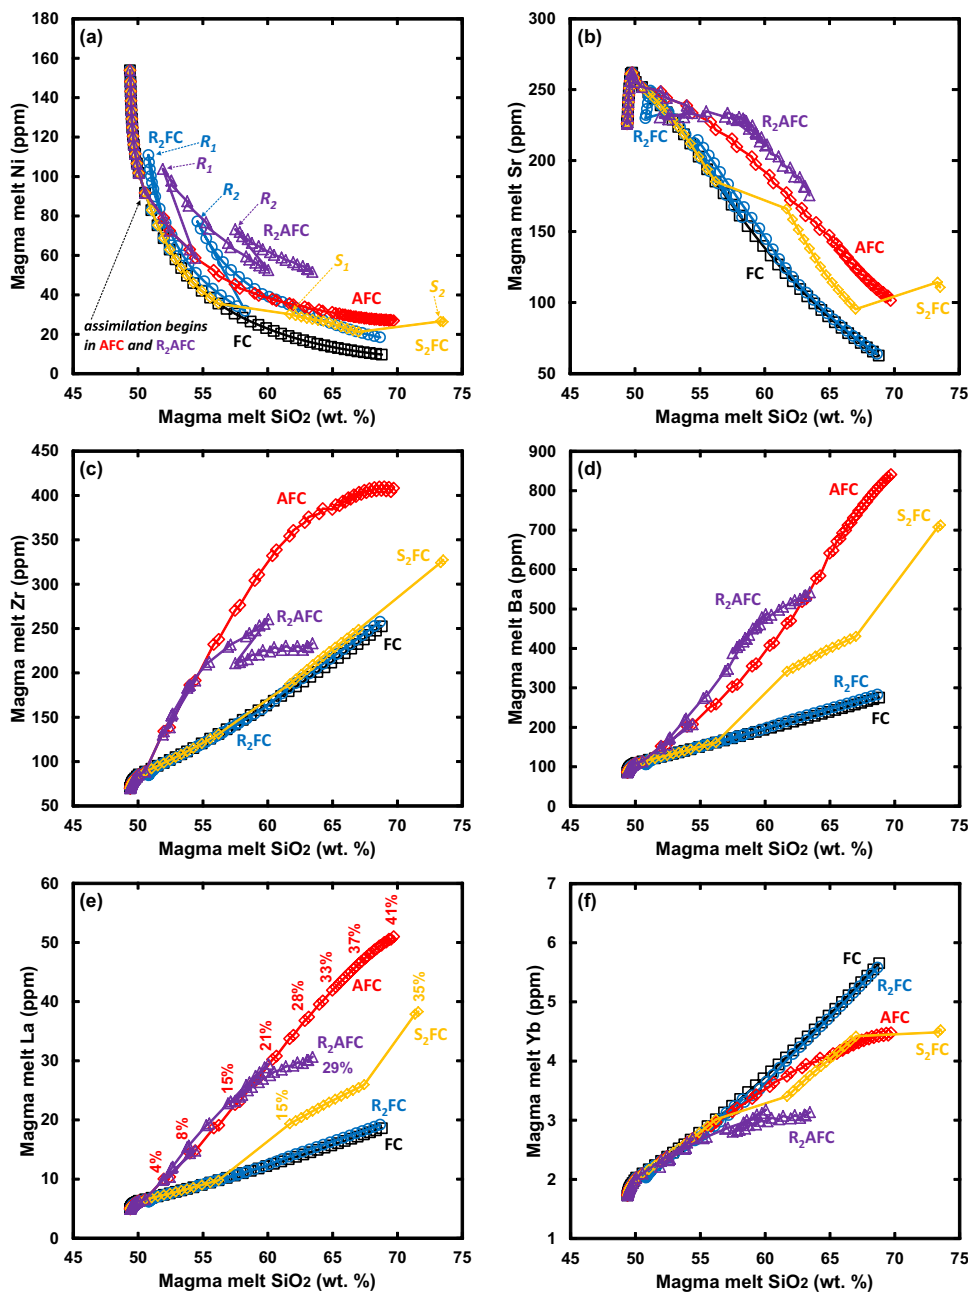 (a)
Magma melt Ni (ppm)
180
160
140
120
100
80
60
40
20
0
R2FC
R1
R1
R2
R2
R2AFC
S1
S2
AFC
S2FC
FC
assimilation begins
in AFC and R2AFC
45 50 55 60 65 70 75
Magma melt SiO2 (wt. %)
(b)
Magma melt Sr (ppm)
300
250
200
150
100
50
R2FC
R2AFC
AFC
FC
S2FC
45 50 55 60 65 70 75
Magma melt SiO2 (wt. %)
(c)
Magma melt Zr (ppm)
450
400
350
300
250
200
150
100
50
AFC
S2FC
R2AFC
FC
R2FC
45 50 55 60 65 70 75
Magma melt SiO2 (wt. %)
(d)
Magma melt Ba (ppm)
900
800
700
600
500
400
300
200
100
0
AFC
S2FC
R2AFC
R2FC
FC
45 50 55 60 65 70 75
Magma melt SiO2 (wt. %)
(e)
Magma melt La (ppm)
60
50
40
30
20
10
0
4%
8%
15%
21%
28%
33%
37%
41%
AFC
R2AFC
29%
15%
35%
S2FC
R2FC
FC
45 50 55 60 65 70 75
Magma melt SiO2 (wt. %)
(f)
Magma melt Yb (ppm)
7
6
5
4
3
2
1
FC
R2FC
AFC
S2FC
R2AFC
45 50 55 60 65 70 75
Magma melt SiO2 (wt. %)